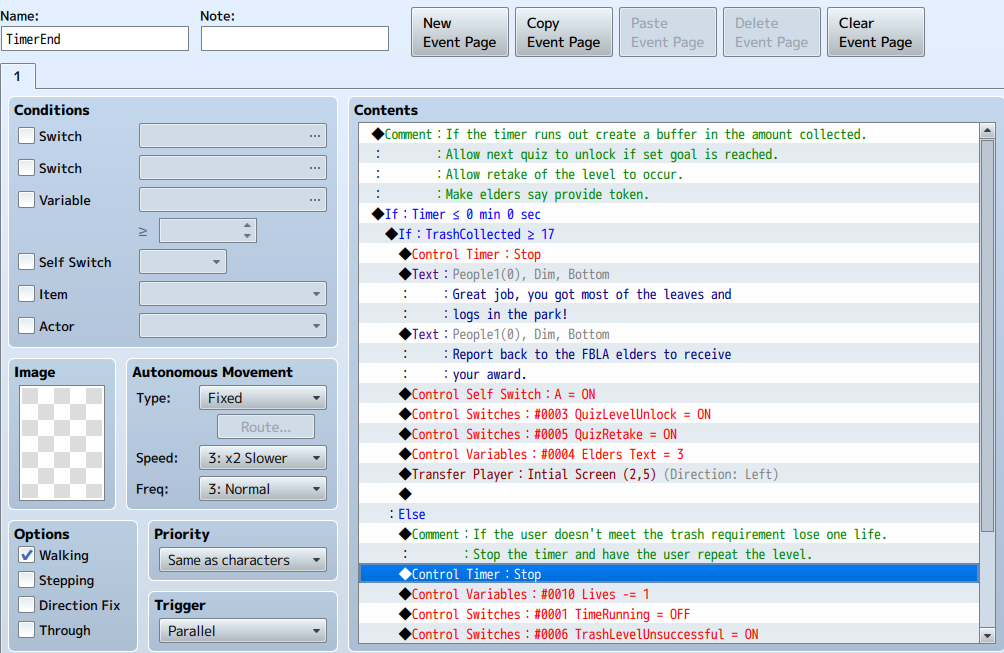 Name:
Note:
TimerEnd
New
Event Page
Copy
Event Page
Paste
Event Page
Delete
Event Page
Clear
Event Page
1
Conditions
Switch
...
Switch
...
Variable
...
≥
Self Switch
Item
Actor
Image
Autonomous Movement
Type:
Fixed
Route...
Speed:
3: x2 Slower
Freq:
3: Normal
Options
Walking
Stepping
Direction Fix
Through
Priority
Same as characters
Trigger
Parallel
Contents
◆Comment：If the timer runs out create a buffer in the amount collected.
：　　　：Allow next quiz to unlock if set goal is reached.
：　　　：Allow retake of the level to occur.
：　　　：Make elders say provide token.
◆If：Timer ≤ 0 min 0 sec
◆If：TrashCollected ≥ 17
◆Control Timer：Stop
◆Text：People1(0), Dim, Bottom
：　　：Great job, you got most of the leaves and
：　　：logs in the park!
◆Text：People1(0), Dim, Bottom
：　　：Report back to the FBLA elders to receive
：　　：your award.
◆Control Self Switch：A = ON
◆Control Switches：#0003 QuizLevelUnlock = ON
◆Control Switches：#0005 QuizRetake = ON
◆Control Variables：#0004 Elders Text = 3
◆Transfer Player：Intial Screen (2,5) (Direction: Left)
◆
：Else
◆Comment：If the user doesn't meet the trash requirement lose one life.
：　　　：Stop the timer and have the user repeat the level.
◆Control Timer：Stop
◆Control Variables：#0010 Lives -= 1
◆Control Switches：#0001 TimeRunning = OFF
◆Control Switches：#0006 TrashLevelUnsuccessful = ON